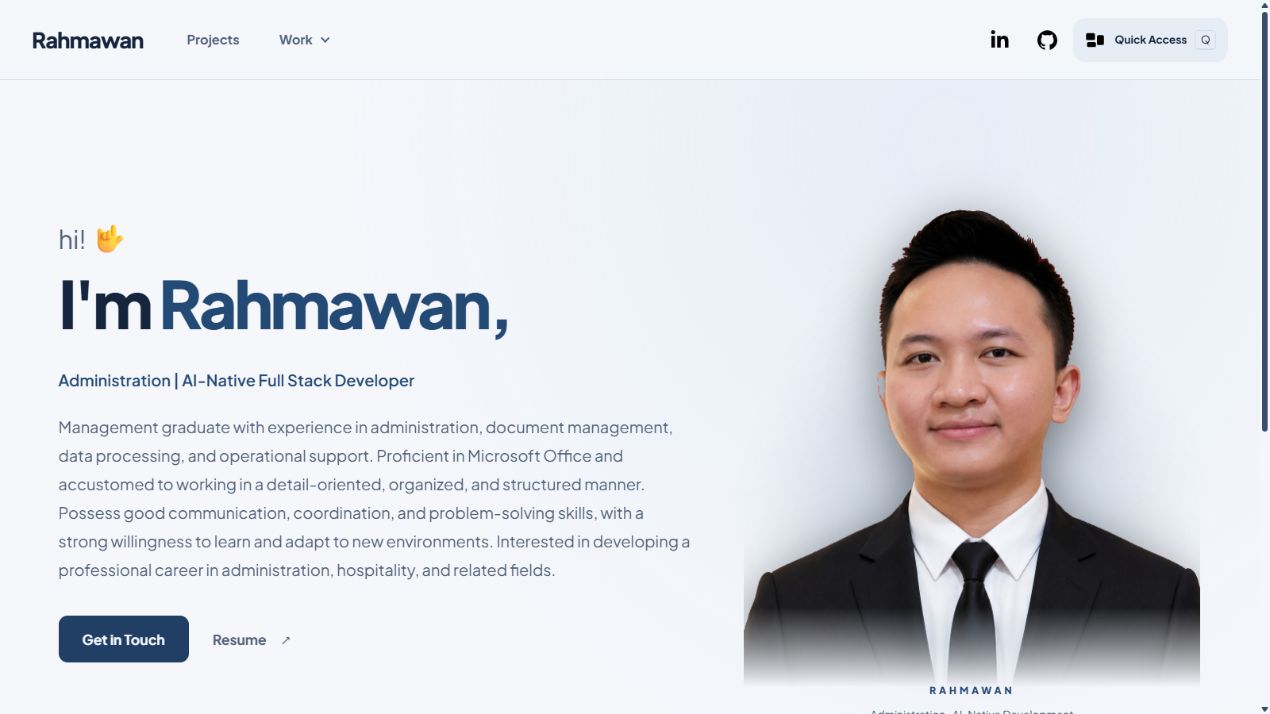 Rahmawan
Projects
Work
in
Quick Access Q
hi! 🤟
I'm Rahmawan,
Administration | AI-Native Full Stack Developer
Management graduate with experience in administration, document management,
data processing, and operational support. Proficient in Microsoft Office and
accustomed to working in a detail-oriented, organized, and structured manner.
Possess good communication, coordination, and problem-solving skills, with a
strong willingness to learn and adapt to new environments. Interested in developing a
professional career in administration, hospitality, and related fields.
Get in Touch
Resume ↗
RAHMAWAN